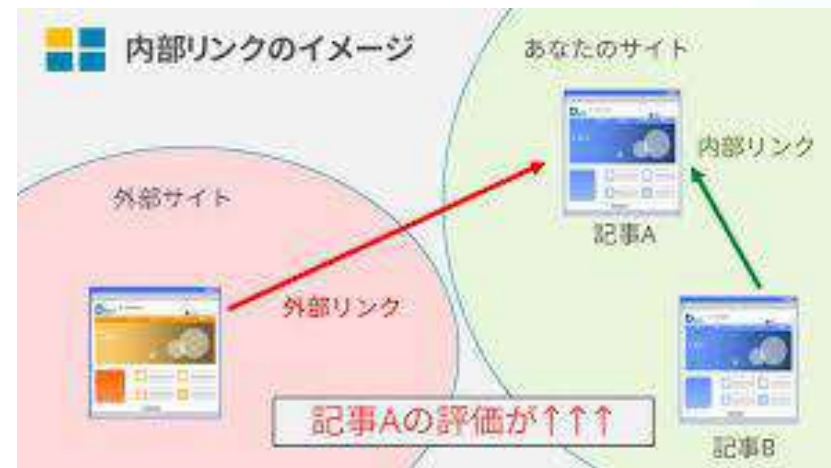 内部リンクのイメージ
あなたのサイト
内部リンク
外部サイト
記事A
外部リンク
記事Aの評価が↑↑↑
記事B